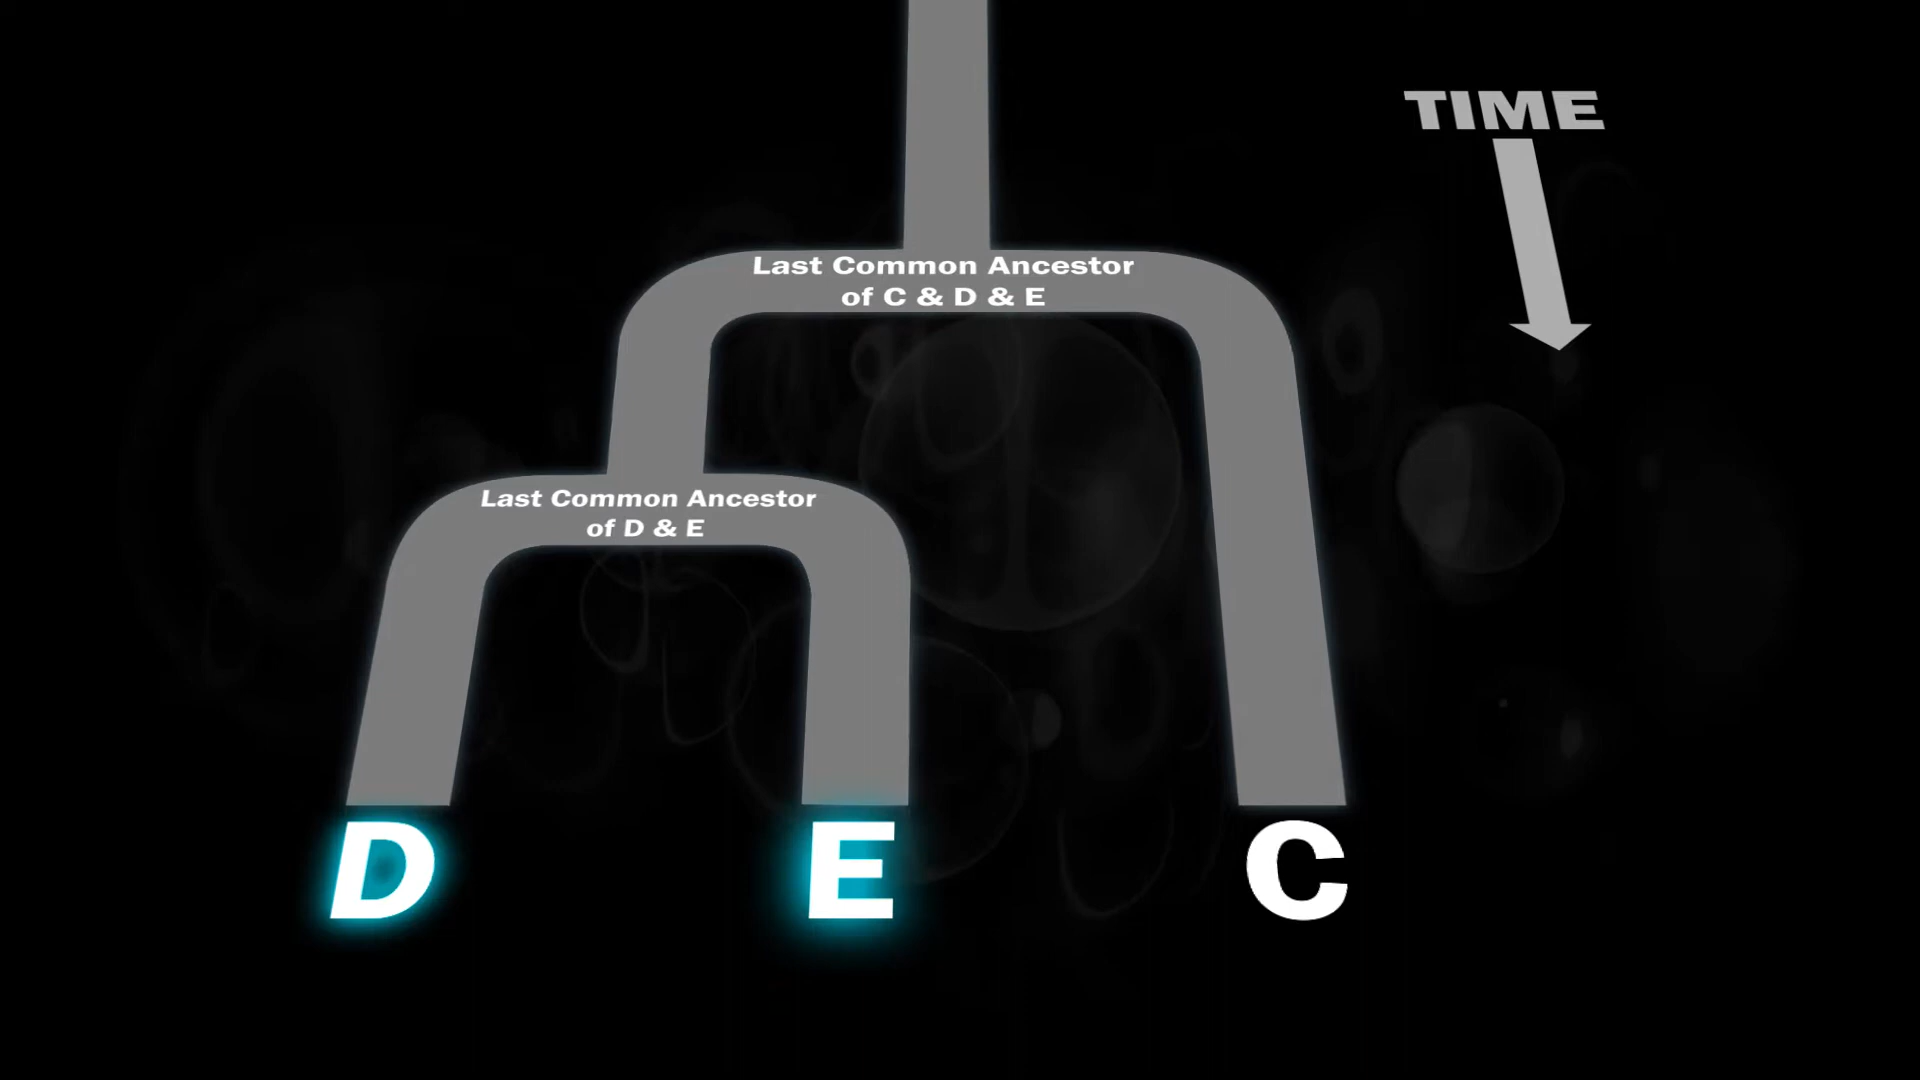 TIME
Last Common Ancestor
of C & D & E
Last Common Ancestor
of D & E
D E C